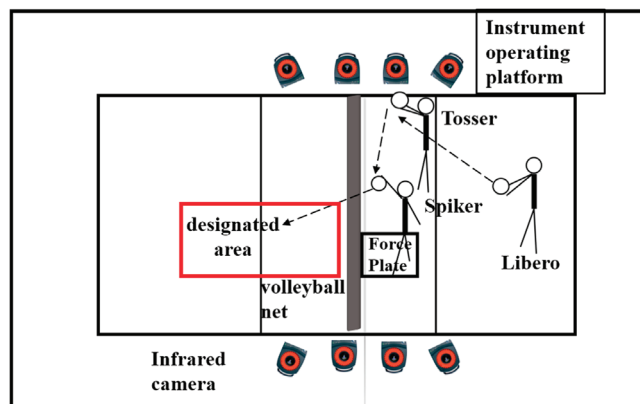 Instrument
operating
platform
Tosser
Spiker
Libero
designated
area
Force
Plate
volleyball
net
Infrared
camera